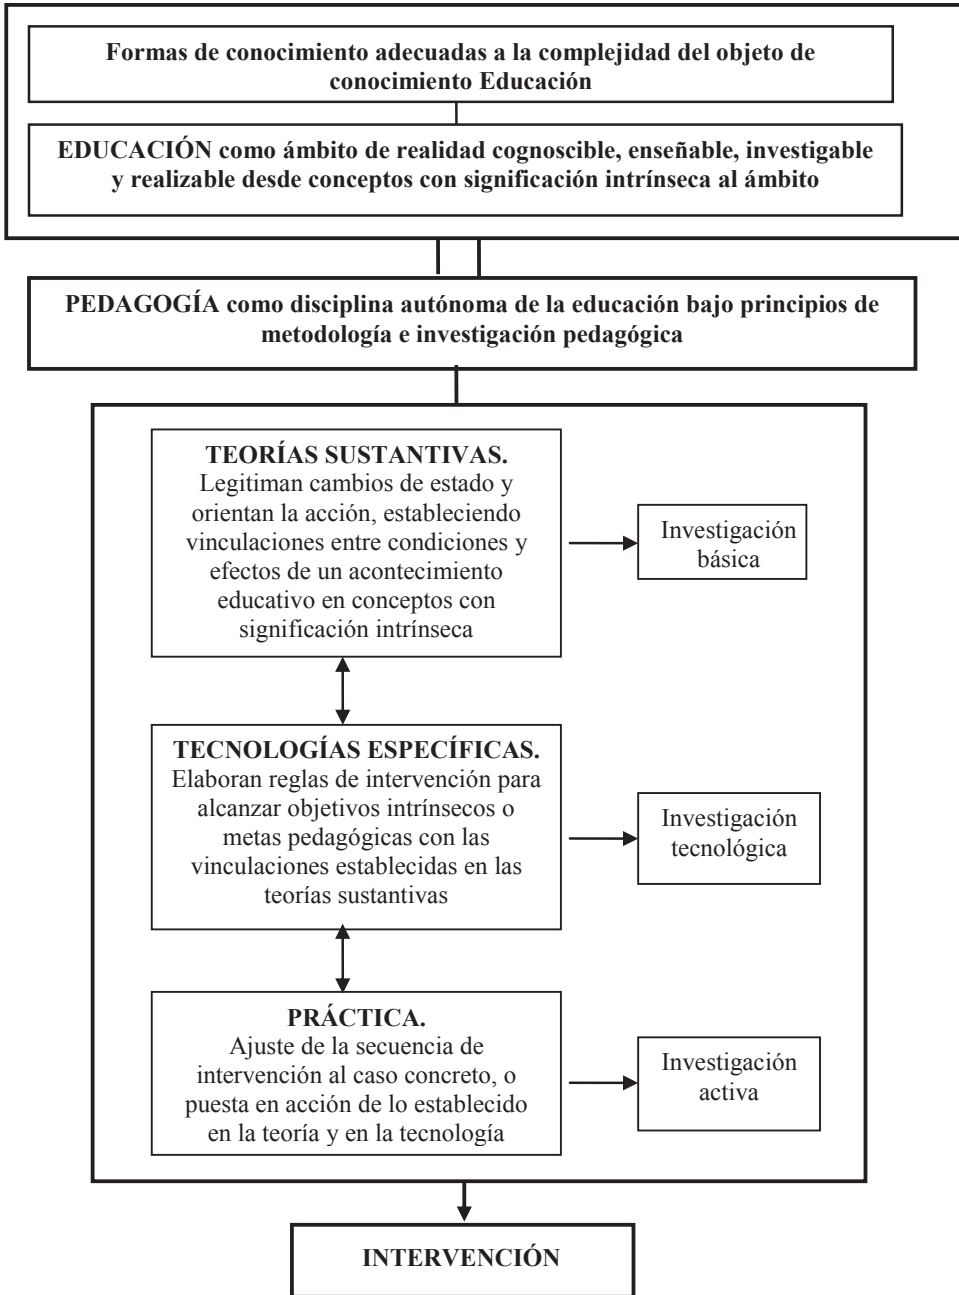 Formas de conocimiento adecuadas a la complejidad del objeto de
conocimiento Educación
EDUCACIÓN como ámbito de realidad cognoscible, enseñable, investigable
y realizable desde conceptos con significación intrínseca al ámbito
PEDAGOGÍA como disciplina autónoma de la educación bajo principios de
metodología e investigación pedagógica
TEORÍAS SUSTANTIVAS.
Legitiman cambios de estado y
orientan la acción, estableciendo
vinculaciones entre condiciones y
efectos de un acontecimiento
educativo en conceptos con
significación intrínseca
Investigación
básica
TECNOLOGÍAS ESPECÍFICAS.
Elaboran reglas de intervención para
alcanzar objetivos intrínsecos o
metas pedagógicas con las
vinculaciones establecidas en las
teorías sustantivas
Investigación
tecnológica
PRÁCTICA.
Ajuste de la secuencia de
intervención al caso concreto, o
puesta en acción de lo establecido
en la teoría y en la tecnología
Investigación
activa
INTERVENCIÓN